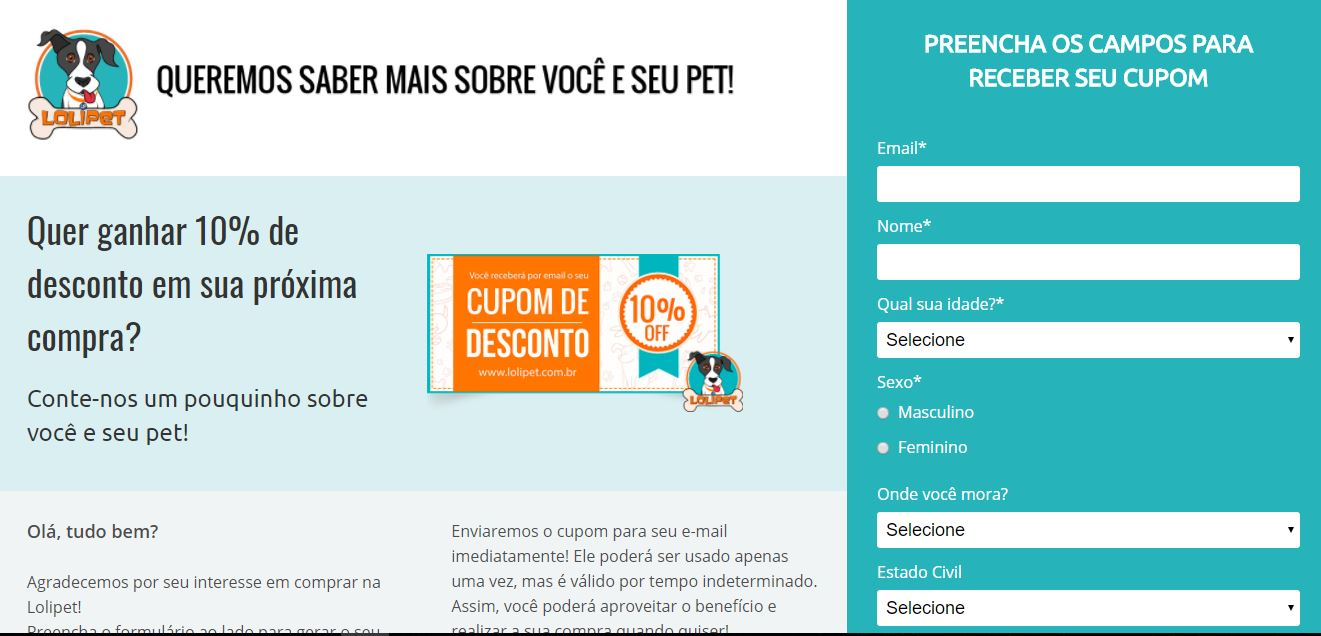 LOLIPET
QUEREMOS SABER MAIS SOBRE VOCÊ E SEU PET!
Quer ganhar 10% de
desconto em sua próxima
compra?
Conte-nos um pouquinho sobre
você e seu pet!
Você receberá por email o seu
CUPOM DE
DESCONTO
www.lolipet.com.br
10%
OFF
LOLIPET
Olá, tudo bem?
Agradecemos por seu interesse em comprar na
Lolipet!
Preencha o formulário ao lado para gerar o seu
Enviaremos o cupom para seu e-mail
imediatamente! Ele poderá ser usado apenas
uma vez, mas é válido por tempo indeterminado.
Assim, você poderá aproveitar o benefício e
realizar a sua compra quando quiser!
PREENCHA OS CAMPOS PARA
RECEBER SEU CUPOM
Email*
Nome*
Qual sua idade?*
Selecione
Sexo*
Masculino
Feminino
Onde você mora?
Selecione
Estado Civil
Selecione